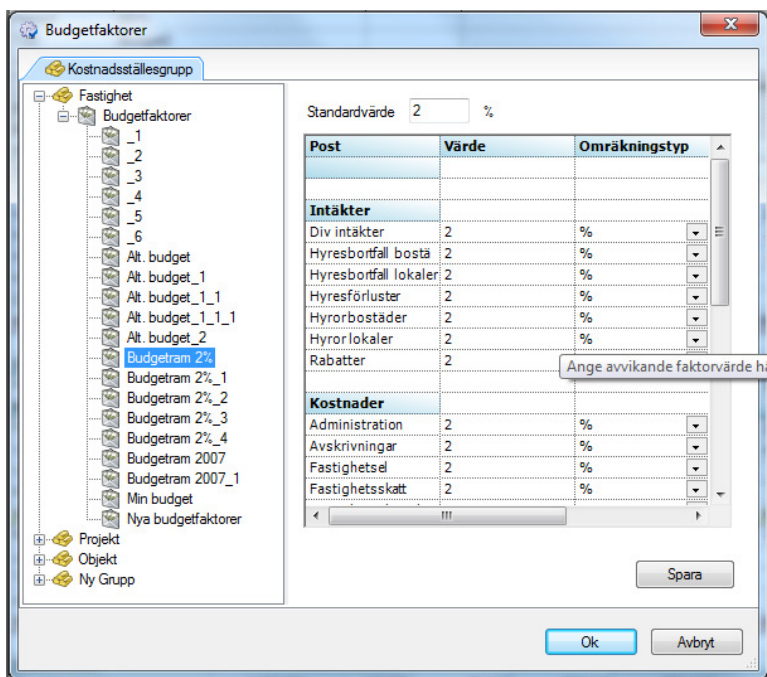 Budgetfaktorer
Kostnadsställesgrupp
Fastighet
Budgetfaktorer
_1
_2
_3
_4
_5
_6
Alt. budget
Alt. budget_1
Alt. budget_1_1
Alt. budget_1_1_1
Alt. budget_2
Budgetram 2%
Budgetram 2%_1
Budgetram 2%_2
Budgetram 2%_3
Budgetram 2%_4
Budgetram 2007
Budgetram 2007_1
Min budget
Nya budgetfaktorer
Projekt
Objekt
Ny Grupp
Standardvärde 2 %
Post Värde Omräkningstyp
Intäkter
Div intäkter 2 %
Hyresbortfall bostä 2 %
Hyresbortfall lokaler 2 %
Hyresförluster 2 %
Hyror bostäder 2 %
Hyror lokaler 2 %
Rabatter 2
Ange avvikande faktorvärde hä
Kostnader
Administration 2 %
Avskrivningar 2 %
Fastighetsel 2 %
Fastighetsskatt 2 %
Spara
Ok Avbryt